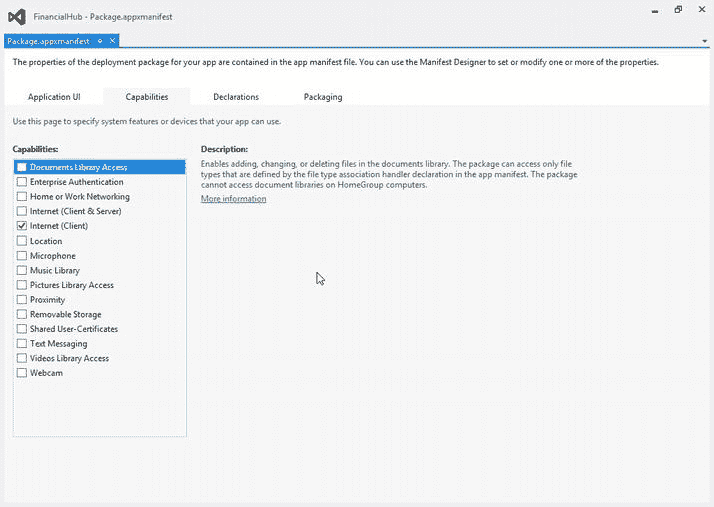 FinancialHub - Package.appxmanifest
Package.appxmanifest
The properties of the deployment package for your app are contained in the app manifest file. You can use the Manifest Designer to set or modify one or more of the properties.
Application UI Capabilities Declarations Packaging
Use this page to specify system features or devices that your app can use.
Capabilities:
Documents Library Access
Enterprise Authentication
Home or Work Networking
Internet (Client & Server)
Internet (Client)
Location
Microphone
Music Library
Pictures Library Access
Proximity
Removable Storage
Shared User-Certificates
Text Messaging
Videos Library Access
Webcam
Description:
Enables adding, changing, or deleting files in the documents library. The package can access only file
types that are defined by the file type association handler declaration in the app manifest. The package
cannot access document libraries on HomeGroup computers.
More information